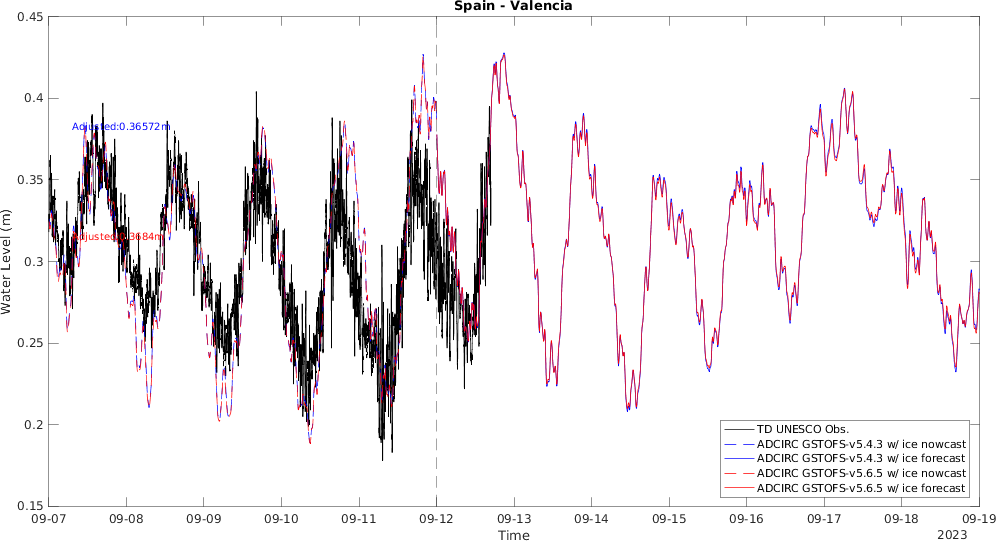 Spain - Valencia
0.45
0.4
0.35
0.3
0.25
0.2
0.15
Water Level (m)
Adjusted:0.36572m
Adjusted:0.3684m
TD UNESCO Obs.
ADCIRC GSTOFS-v5.4.3 w/ ice nowcast
ADCIRC GSTOFS-v5.4.3 w/ ice forecast
ADCIRC GSTOFS-v5.6.5 w/ ice nowcast
ADCIRC GSTOFS-v5.6.5 w/ ice forecast
09-07 09-08 09-09 09-10 09-11 09-12 09-13 09-14 09-15 09-16 09-17 09-18 09-19
Time
2023